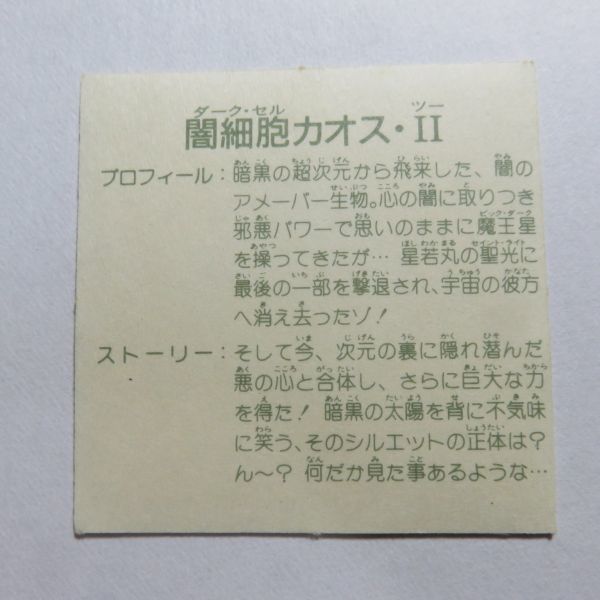 闇細胞カオス・II
プロフィール：暗黒の超次元から飛来した、闇の
アメーバー生物。心の闇に取りつき
邪悪パワーで思いのままに魔王星
を操ってきたが… 星若丸の聖光に
最後の一部を撃退され、宇宙の彼方
へ消え去ったゾ！
ストーリー：そして今、次元の裏に隠れ潜んだ
悪の心と合体し、さらに巨大な力
を得た！ 暗黒の太陽を背に不気味
に笑う、そのシルエットの正体は？
ん〜？ 何だか見た事あるような…